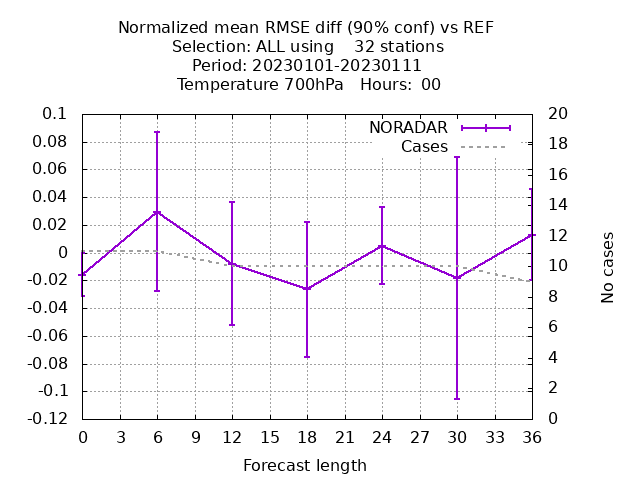 Normalized mean RMSE diff (90% conf) vs REF
Selection: ALL using    32 stations
Period: 20230101-20230111
Temperature 700hPa   Hours:  00
0.1
0.08
0.06
0.04
0.02
0
-0.02
-0.04
-0.06
-0.08
-0.1
-0.12
NORADAR
Cases
20
18
16
14
12
10
8
6
4
2
0
No cases
0 3 6 9 12 15 18 21 24 27 30 33 36
Forecast length